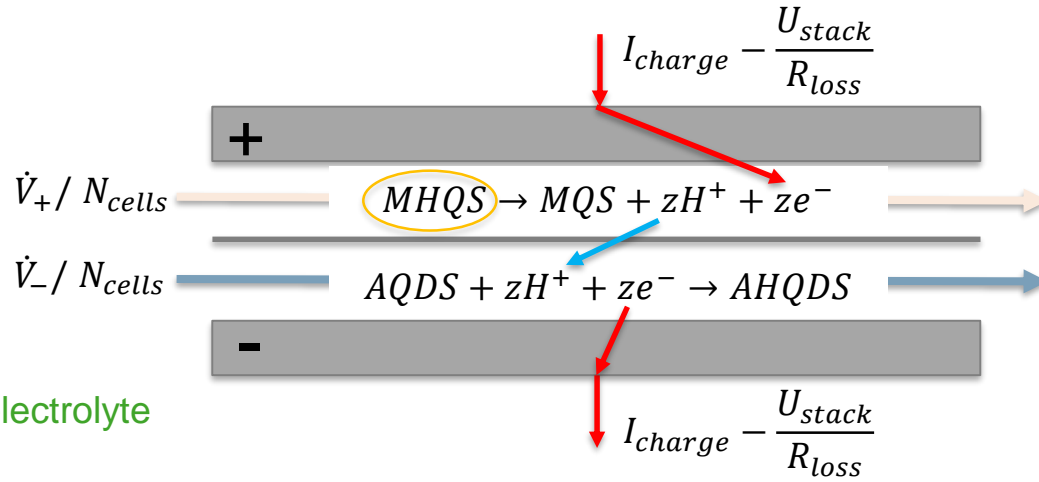 I_charge − U_stack/R_loss
+
V̇₊/ N_cells
MHQS → MQS + zH⁺ + ze⁻
V̇₋/ N_cells
AQDS + zH⁺ + ze⁻ → AHQDS
-
lectrolyte
I_charge − U_stack/R_loss